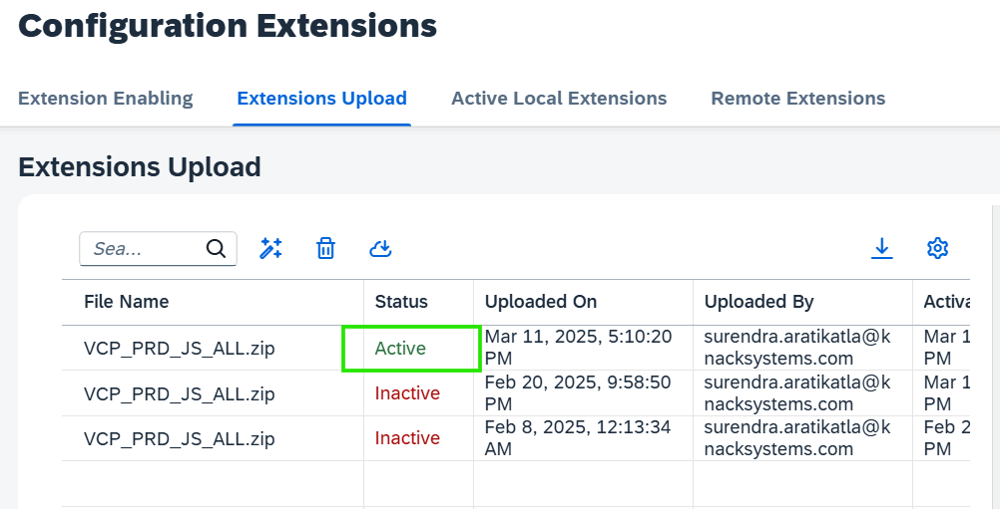 Configuration Extensions
Extension Enabling Extensions Upload Active Local Extensions Remote Extensions
Extensions Upload
Sea...
File Name Status Uploaded On Uploaded By Activa
VCP_PRD_JS_ALL.zip Active Mar 11, 2025, 5:10:20 PM surendra.aratikatla@knacksystems.com Mar 1 PM
VCP_PRD_JS_ALL.zip Inactive Feb 20, 2025, 9:58:50 PM surendra.aratikatla@knacksystems.com Mar 1 PM
VCP_PRD_JS_ALL.zip Inactive Feb 8, 2025, 12:13:34 AM surendra.aratikatla@knacksystems.com Feb 2 PM